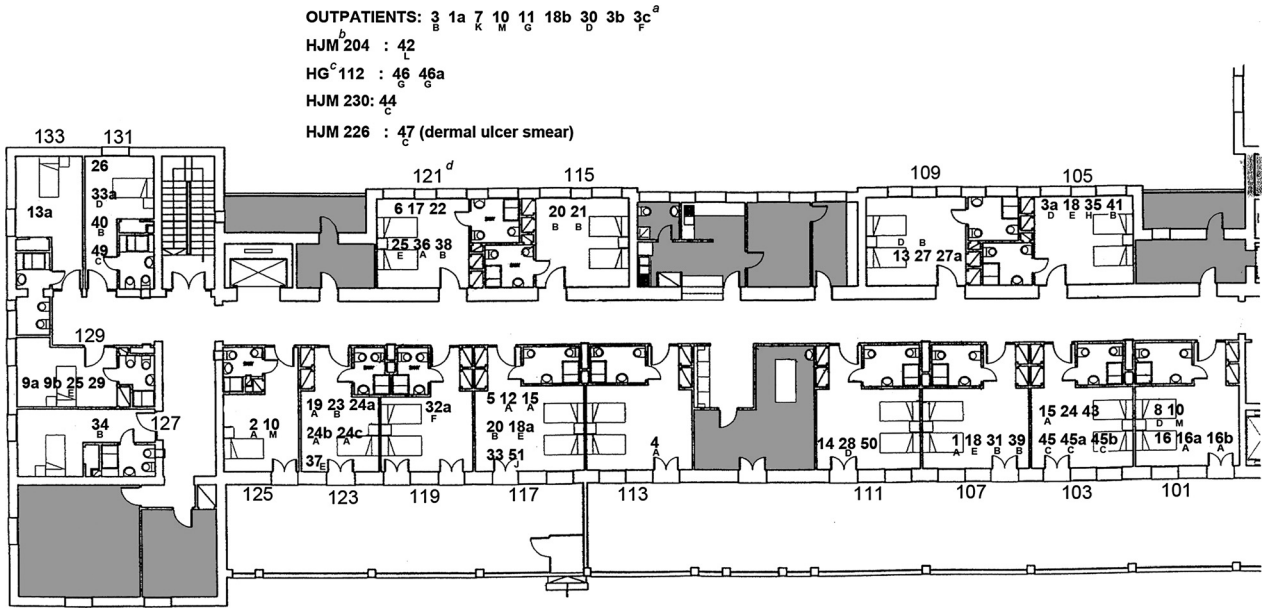 OUTPATIENTS: 3 1a 7 10 11 18b 30 3b 3c a
B K M G D F
b
HJM 204 : 42
L
HG c 112 : 46 46a
G G
HJM 230: 44
C
HJM 226 : 47 (dermal ulcer smear)
C
133 131
26
33a
D
13a
40
B
49
C
121 d
6 17 22
25 36 38
E A B
115
20 21
B B
109
D B
13 27 27a
105
3a 18 35 41
D E H B
129
9a 9b 25 29
E
34
B
127
2 10
A M
125
19 23 24a
A B
24b 24c
A A
37 E
123
32a
F
119
5 12 15
A A
20 18a
B E
33 51
J
117
4
A
113
14 28 50
D
111
1 18 31 39
A E B B
107
15 24 43
A
45 45a 45b
C C C
103
8 10
D M
16 16a 16b
A A
101